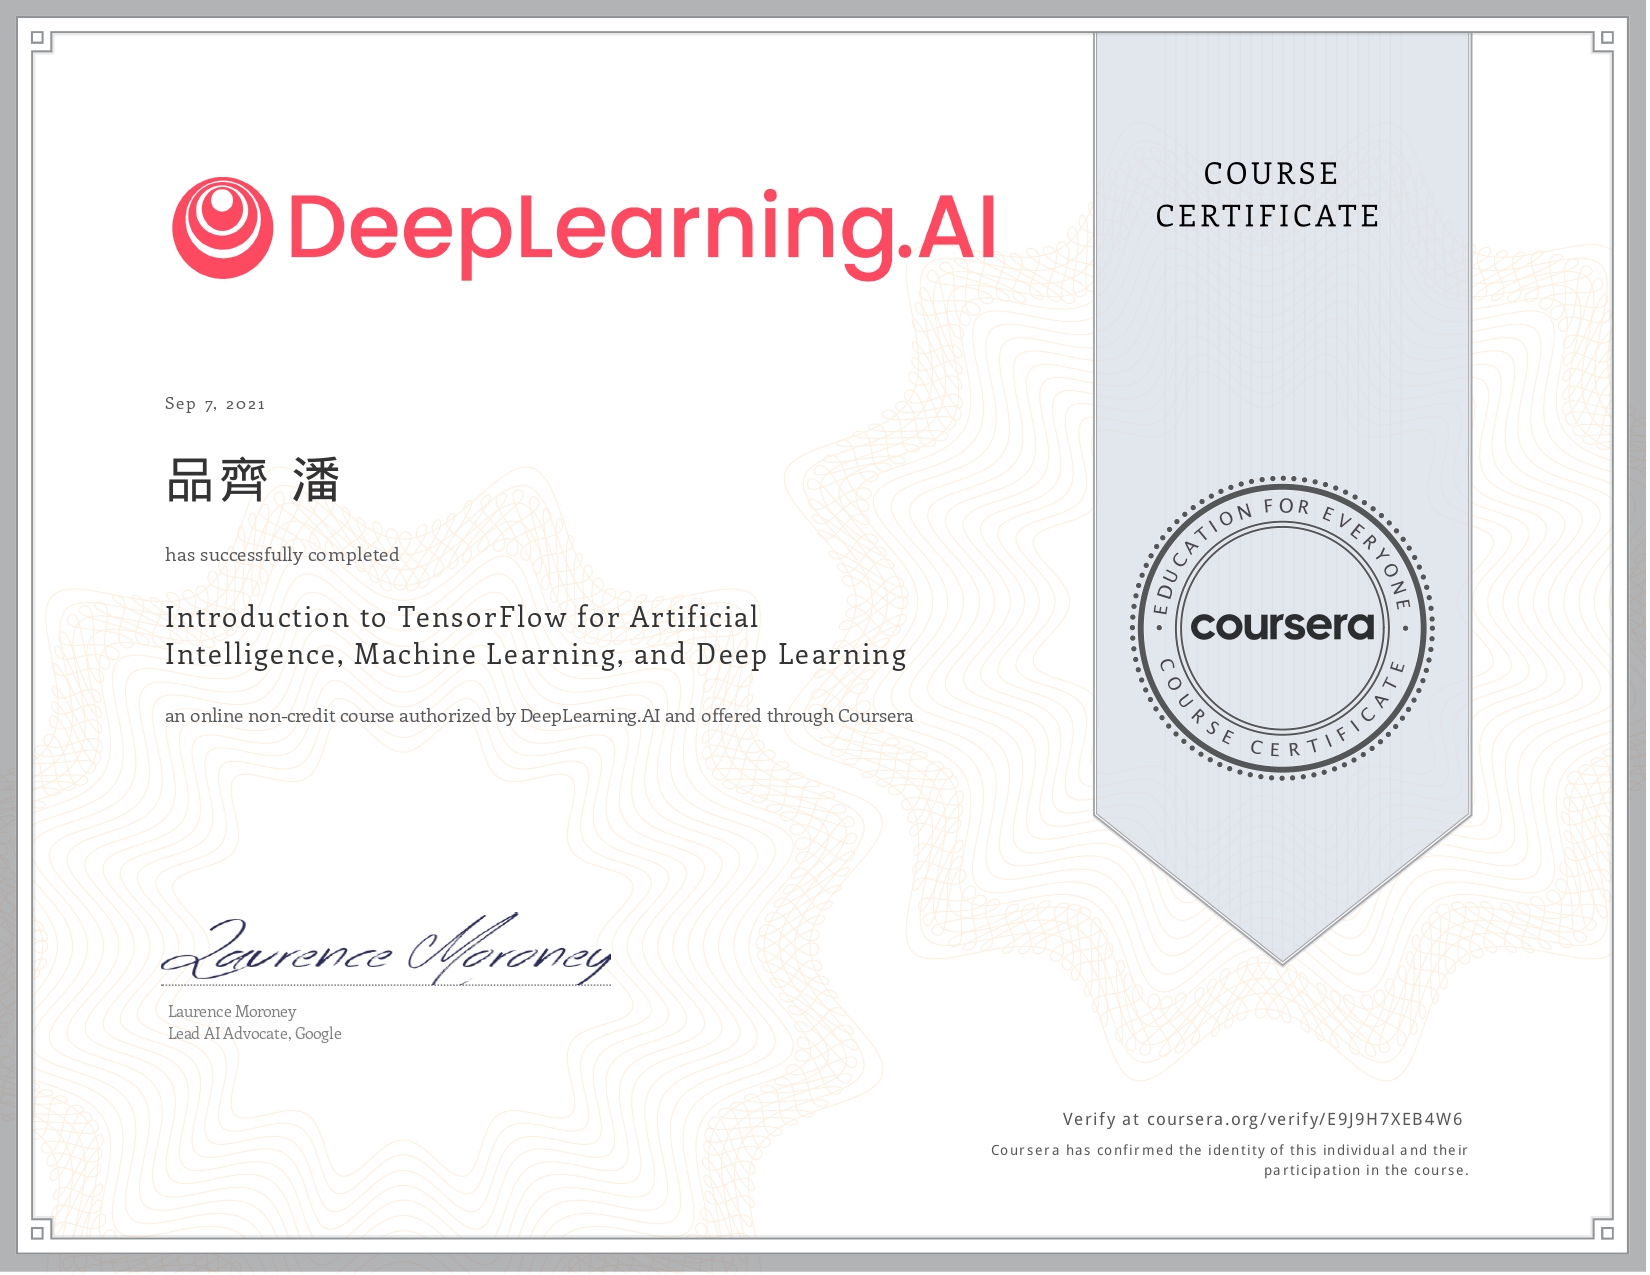 DeepLearning.AI
COURSE
CERTIFICATE
Sep 7, 2021
品齊 潘
has successfully completed
Introduction to TensorFlow for Artificial
Intelligence, Machine Learning, and Deep Learning
an online non-credit course authorized by DeepLearning.AI and offered through Coursera
EDUCATION FOR EVERYONE
coursera
COURSE CERTIFICATE
Laurence Moroney
Laurence Moroney
Lead AI Advocate, Google
Verify at coursera.org/verify/E9J9H7XEB4W6
Coursera has confirmed the identity of this individual and their
participation in the course.